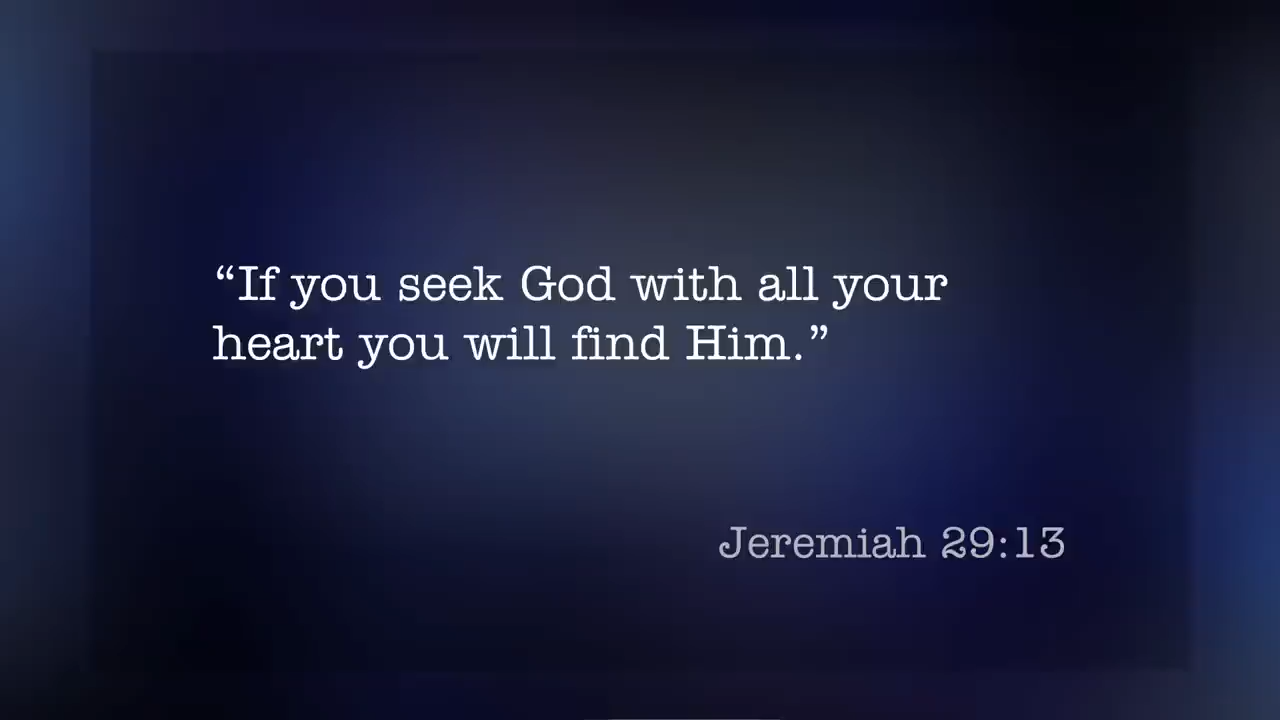 “If you seek God with all your
heart you will find Him.”
Jeremiah 29:13